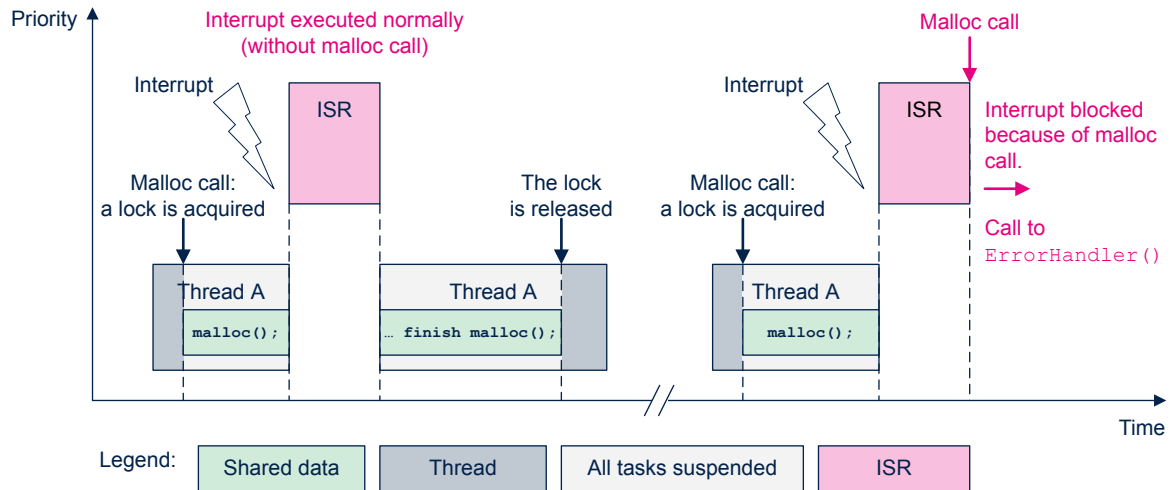 Priority
Interrupt executed normally
(without malloc call)
Malloc call
Interrupt
ISR
Interrupt
ISR
Interrupt blocked
because of malloc
call.
Malloc call:
a lock is acquired
The lock
is released
Malloc call:
a lock is acquired
Call to
ErrorHandler()
Thread A
Thread A
Thread A
malloc();
… finish malloc();
malloc();
Time
Legend:
Shared data
Thread
All tasks suspended
ISR